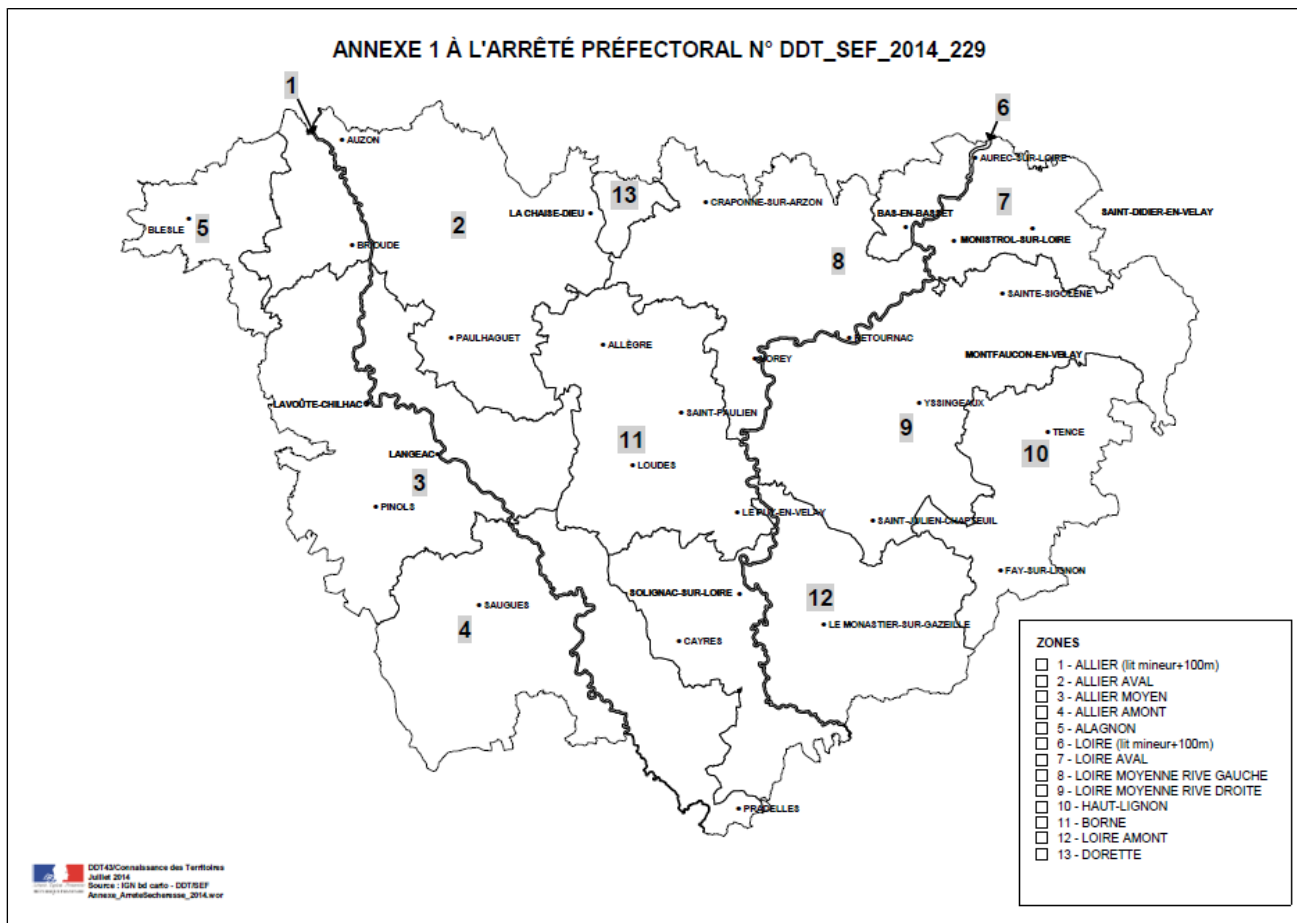 ANNEXE 1 À L'ARRÊTÉ PRÉFECTORAL N° DDT_SEF_2014_229
1
6
AUZON
AUREC-SUR-LOIRE
13
7
CRAPONNE-SUR-ARZON
LA CHAISE-DIEU
SAINT-DIDIER-EN-VELAY
BAS-EN-BASSET
5
2
BLESLE
BRIOUDE
MONISTROL-SUR-LOIRE
8
SAINTE-SIGOLÈNE
PAULHAGUET
ALLÈGRE
RETOURNAC
VOREY
MONTFAUCON-EN-VELAY
LAVOÛTE-CHILHAC
YSSINGEAUX
SAINT-PAULIEN
9
TENCE
11
10
LANGEAC
LOUDES
3
PINOLS
LE PUY-EN-VELAY
SAINT-JULIEN-CHAPTEUIL
FAY-SUR-LIGNON
SOLIGNAC-SUR-LOIRE
12
SAUGUES
4
LE MONASTIER-SUR-GAZEILLE
CAYRES
PRADELLES
ZONES
1 - ALLIER (lit mineur+100m)
2 - ALLIER AVAL
3 - ALLIER MOYEN
4 - ALLIER AMONT
5 - ALAGNON
6 - LOIRE (lit mineur+100m)
7 - LOIRE AVAL
8 - LOIRE MOYENNE RIVE GAUCHE
9 - LOIRE MOYENNE RIVE DROITE
10 - HAUT-LIGNON
11 - BORNE
12 - LOIRE AMONT
13 - DORETTE
DDT43/Connaissance des Territoires
Juillet 2014
Source : IGN bd carto - DDT/SEF
Annexe_ArreteSecheresse_2014.wor